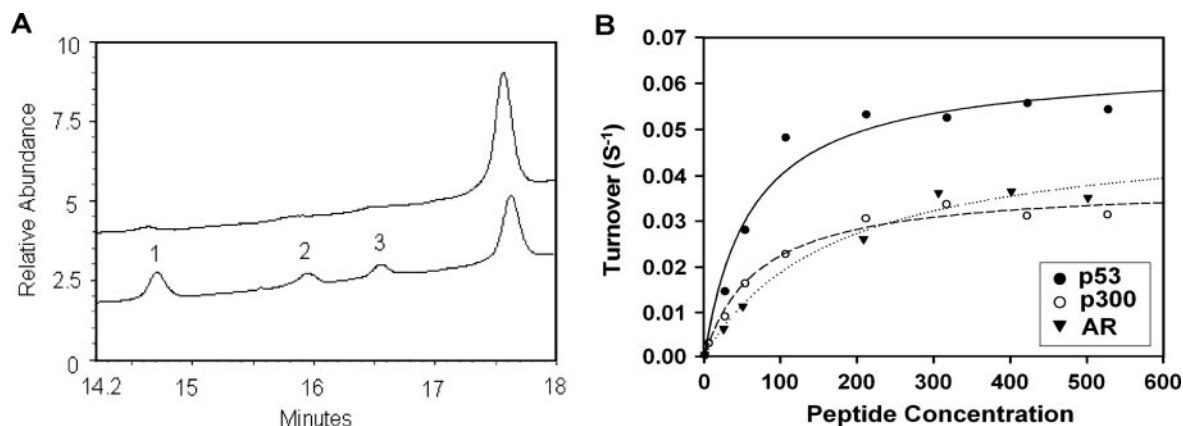 A
10
7.5
5
2.5
0
Relative Abundance
1
2
3
14.2 15 16 17 18
Minutes
B
0.07
0.06
0.05
0.04
0.03
0.02
0.01
0.00
Turnover (S⁻¹)
p53
p300
AR
0 100 200 300 400 500 600
Peptide Concentration